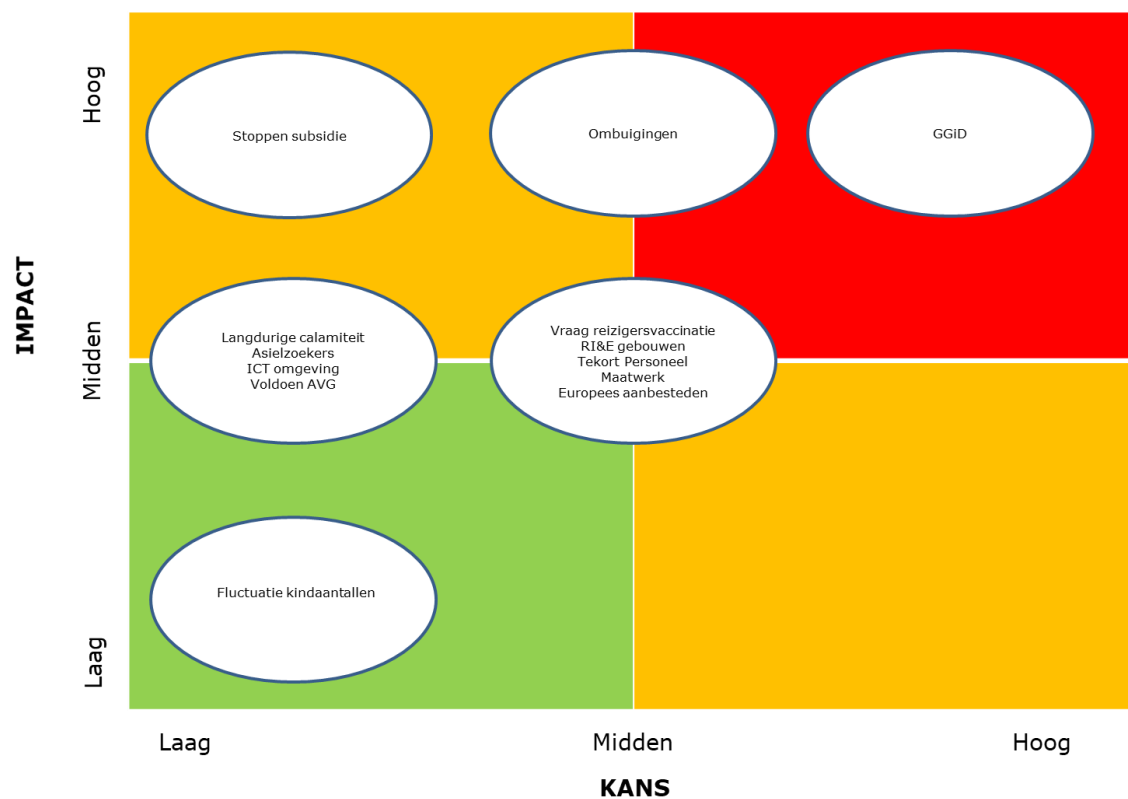 Hoog
Stoppen subsidie
Ombuigingen
GGiD
IMPACT
Midden
Langdurige calamiteit
Asielzoekers
ICT omgeving
Voldoen AVG
Vraag reizigersvaccinatie
RI&E gebouwen
Tekort Personeel
Maatwerk
Europees aanbesteden
Fluctuatie kindaantallen
Laag
Laag
Midden
Hoog
KANS